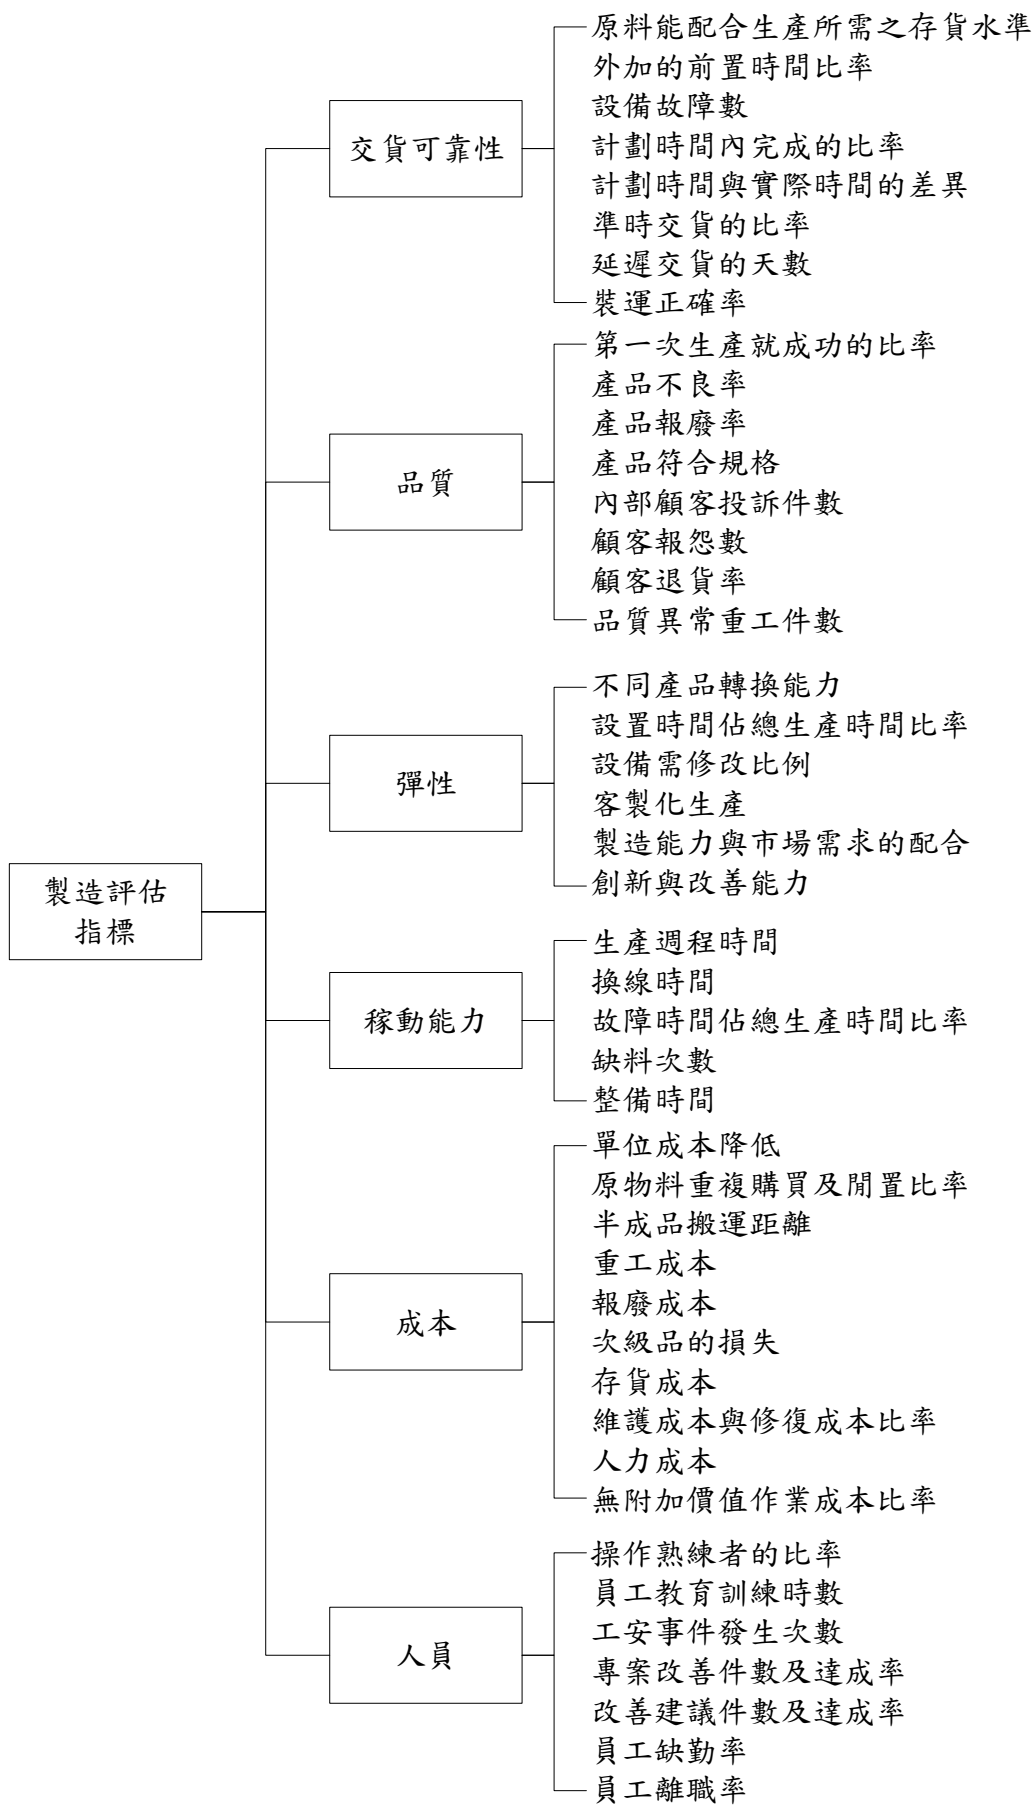 製造評估
指標
交貨可靠性
原料能配合生產所需之存貨水準
外加的前置時間比率
設備故障數
計劃時間內完成的比率
計劃時間與實際時間的差異
準時交貨的比率
延遲交貨的天數
裝運正確率
品質
第一次生產就成功的比率
產品不良率
產品報廢率
產品符合規格
內部顧客投訴件數
顧客報怨數
顧客退貨率
品質異常重工件數
彈性
不同產品轉換能力
設置時間佔總生產時間比率
設備需修改比例
客製化生產
製造能力與市場需求的配合
創新與改善能力
稼動能力
生產週程時間
換線時間
故障時間佔總生產時間比率
缺料次數
整備時間
成本
單位成本降低
原物料重複購買及閒置比率
半成品搬運距離
重工成本
報廢成本
次級品的損失
存貨成本
維護成本與修復成本比率
人力成本
無附加價值作業成本比率
人員
操作熟練者的比率
員工教育訓練時數
工安事件發生次數
專案改善件數及達成率
改善建議件數及達成率
員工缺勤率
員工離職率